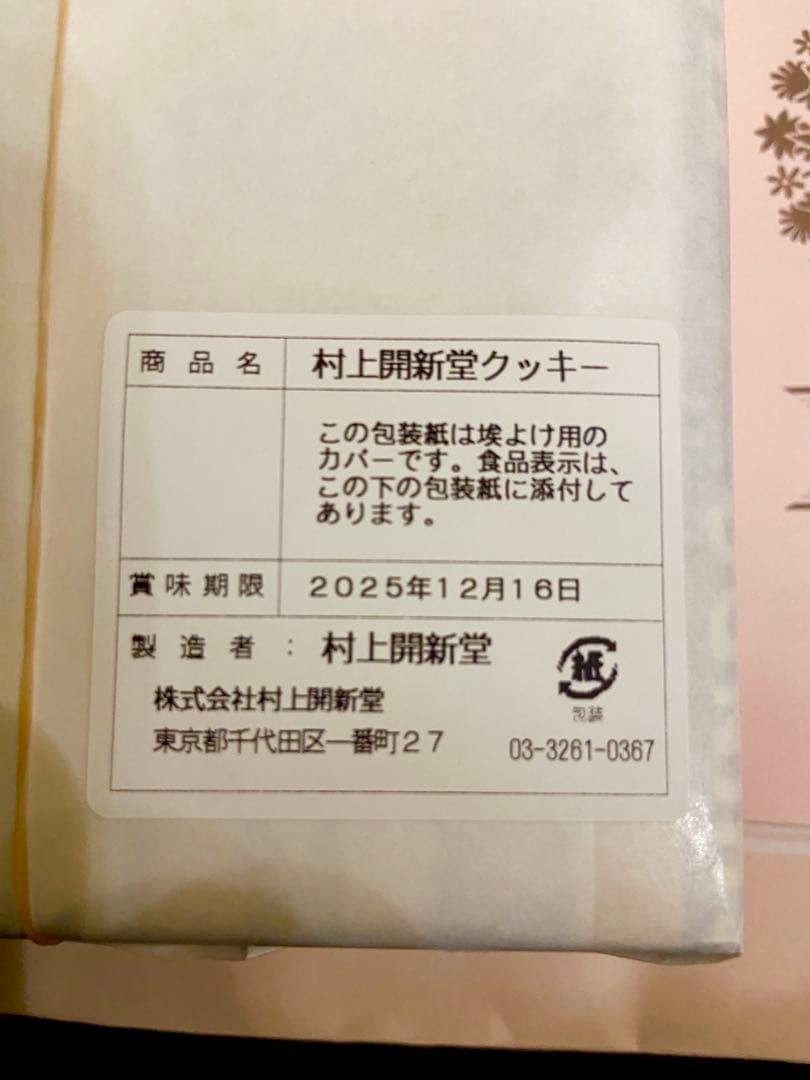 商品名 村上開新堂クッキー
この包装紙は埃よけ用の
カバーです。食品表示は、
この下の包装紙に添付して
あります。
賞味期限 2025年12月16日
製造者：村上開新堂
株式会社村上開新堂
紙
包装
東京都千代田区一番町27 03-3261-0367